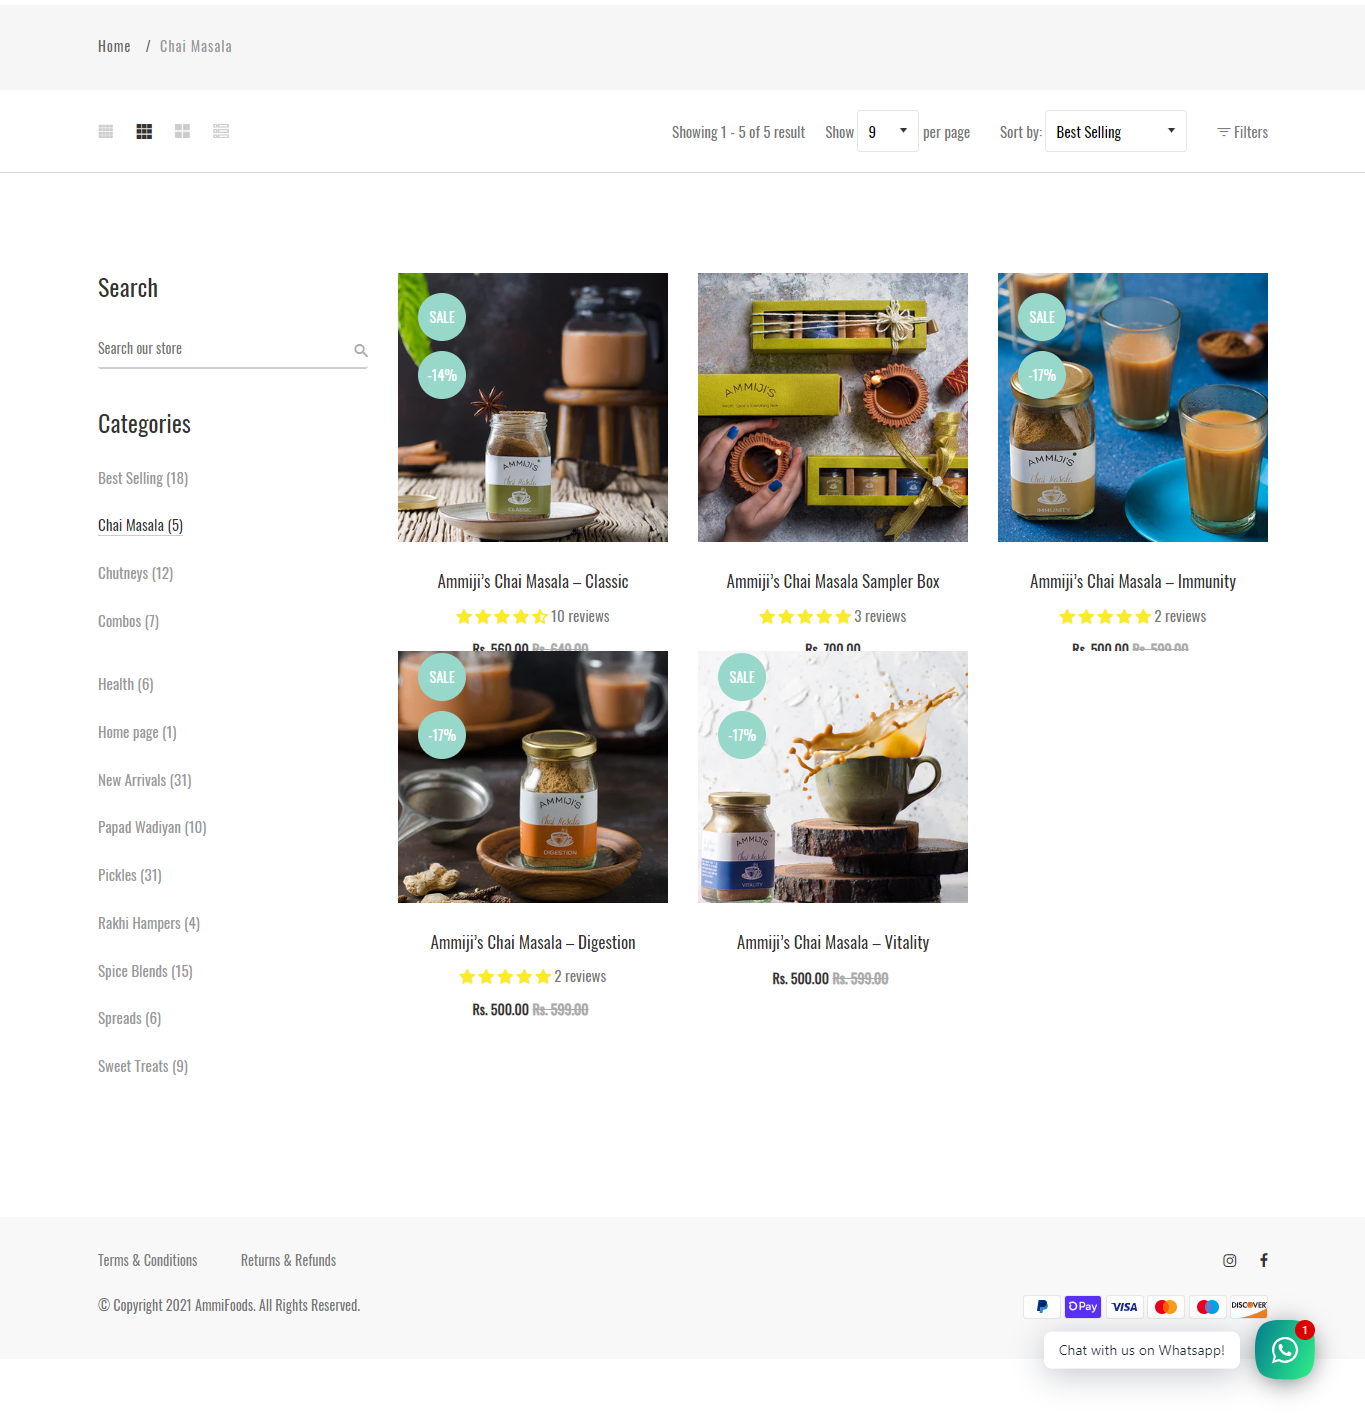 Home / Chai Masala
Showing 1 - 5 of 5 result Show 9 per page Sort by: Best Selling Filters
Search
Search our store
Categories
Best Selling (18)
Chai Masala (5)
Chutneys (12)
Combos (7)
Health (6)
Home page (1)
New Arrivals (31)
Papad Wadiyan (10)
Pickles (31)
Rakhi Hampers (4)
Spice Blends (15)
Spreads (6)
Sweet Treats (9)
SALE
-14%
AMMIJI'S
Chai Masala
CLASSIC
Ammiji’s Chai Masala – Classic
10 reviews
Rs. 560.00 Rs. 649.00
AMMIJI'S
Ammiji’s Chai Masala Sampler Box
3 reviews
Rs. 700.00
SALE
-17%
AMMIJI'S
Chai Masala
IMMUNITY
Ammiji’s Chai Masala – Immunity
2 reviews
Rs. 500.00 Rs. 599.00
SALE
-17%
AMMIJI'S
Chai Masala
DIGESTION
Ammiji’s Chai Masala – Digestion
2 reviews
Rs. 500.00 Rs. 599.00
SALE
-17%
AMMIJI'S
Chai Masala
VITALITY
Ammiji’s Chai Masala – Vitality
Rs. 500.00 Rs. 599.00
Terms & Conditions Returns & Refunds
© Copyright 2021 AmmiFoods. All Rights Reserved.
Pay VISA DISCOVER
Chat with us on Whatsapp! 1